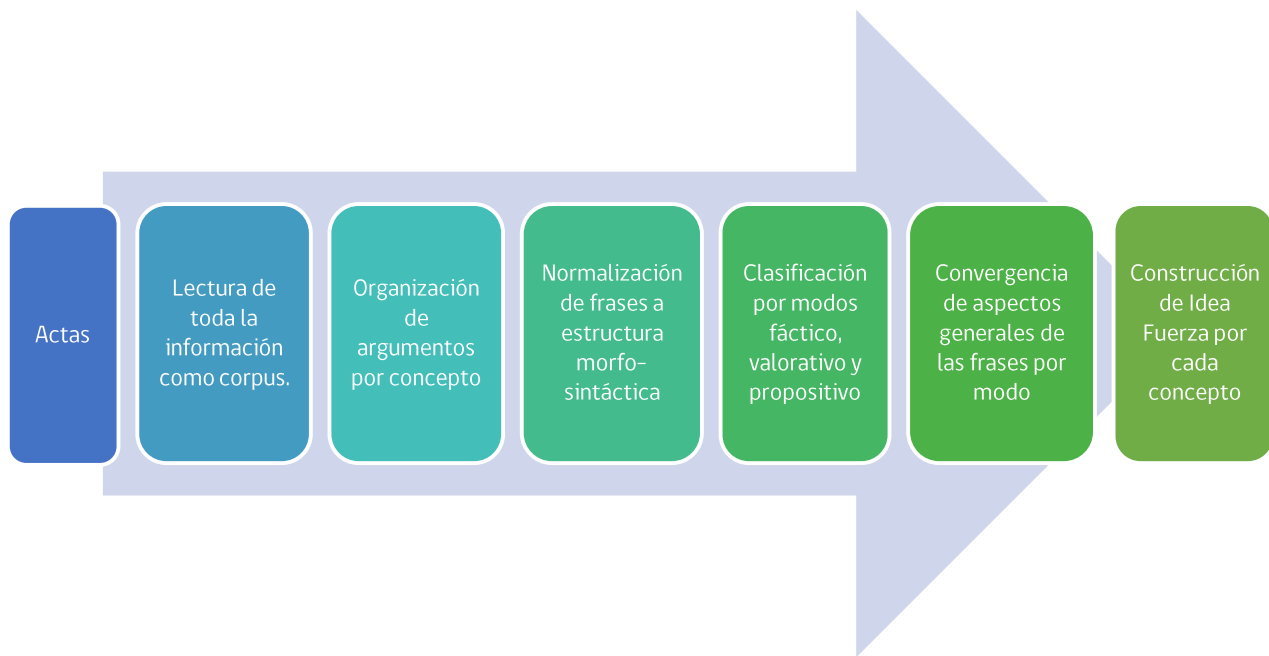 Actas
Lectura de
toda la
información
como corpus.
Organización
de
argumentos
por concepto
Normalización
de frases a
estructura
morfo-
sintáctica
Clasificación
por modos
fáctico,
valorativo y
propositivo
Convergencia
de aspectos
generales de
las frases por
modo
Construcción
de Idea
Fuerza por
cada
concepto